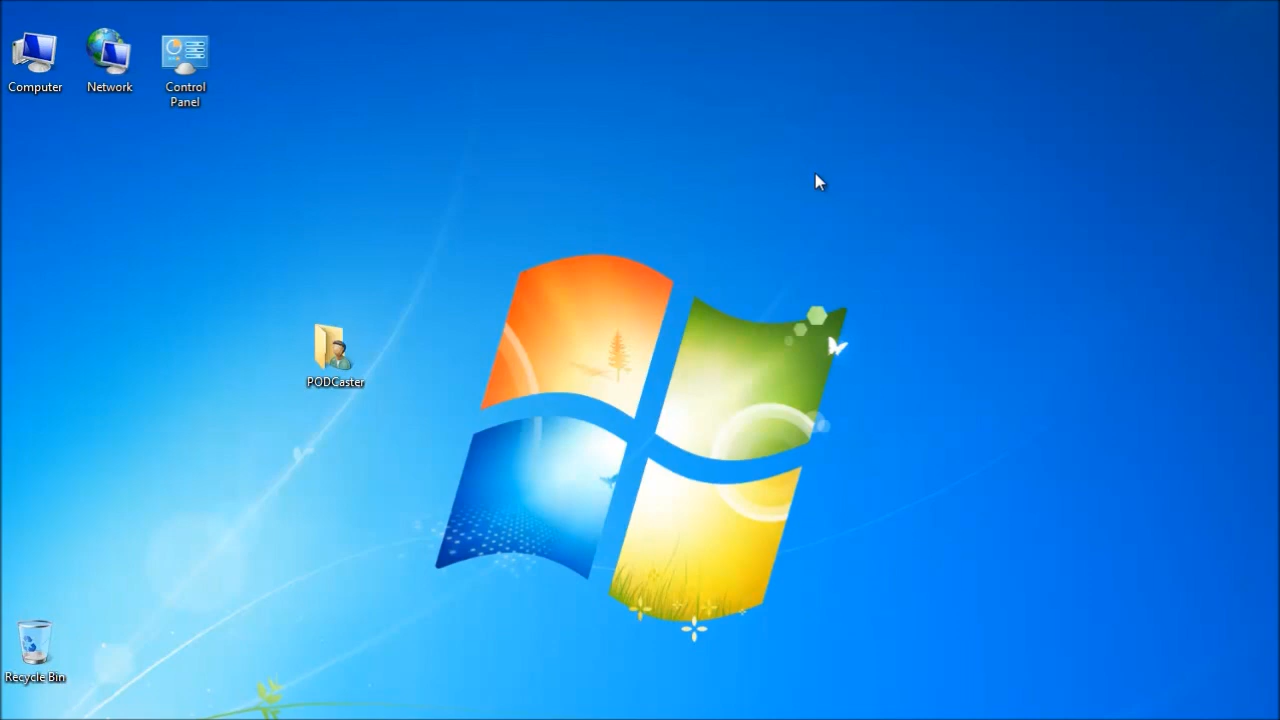 Computer
Network
Control
Panel
PODCaster
Recycle Bin